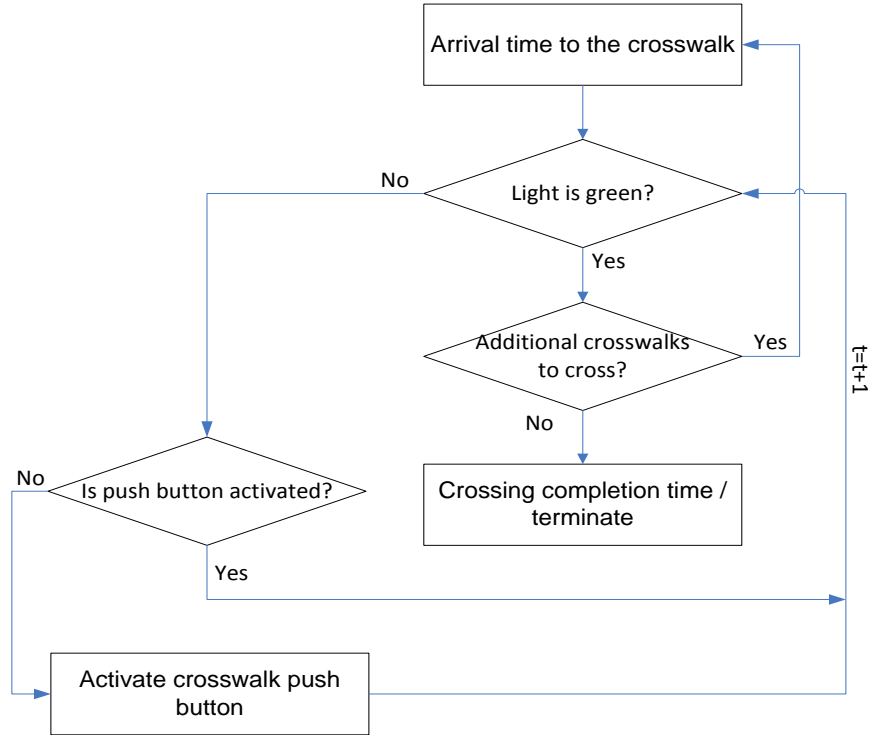 Arrival time to the crosswalk
No
Light is green?
Yes
Additional crosswalks
to cross?
Yes
t=t+1
No
No
Is push button activated?
Crossing completion time /
terminate
Yes
Activate crosswalk push
button